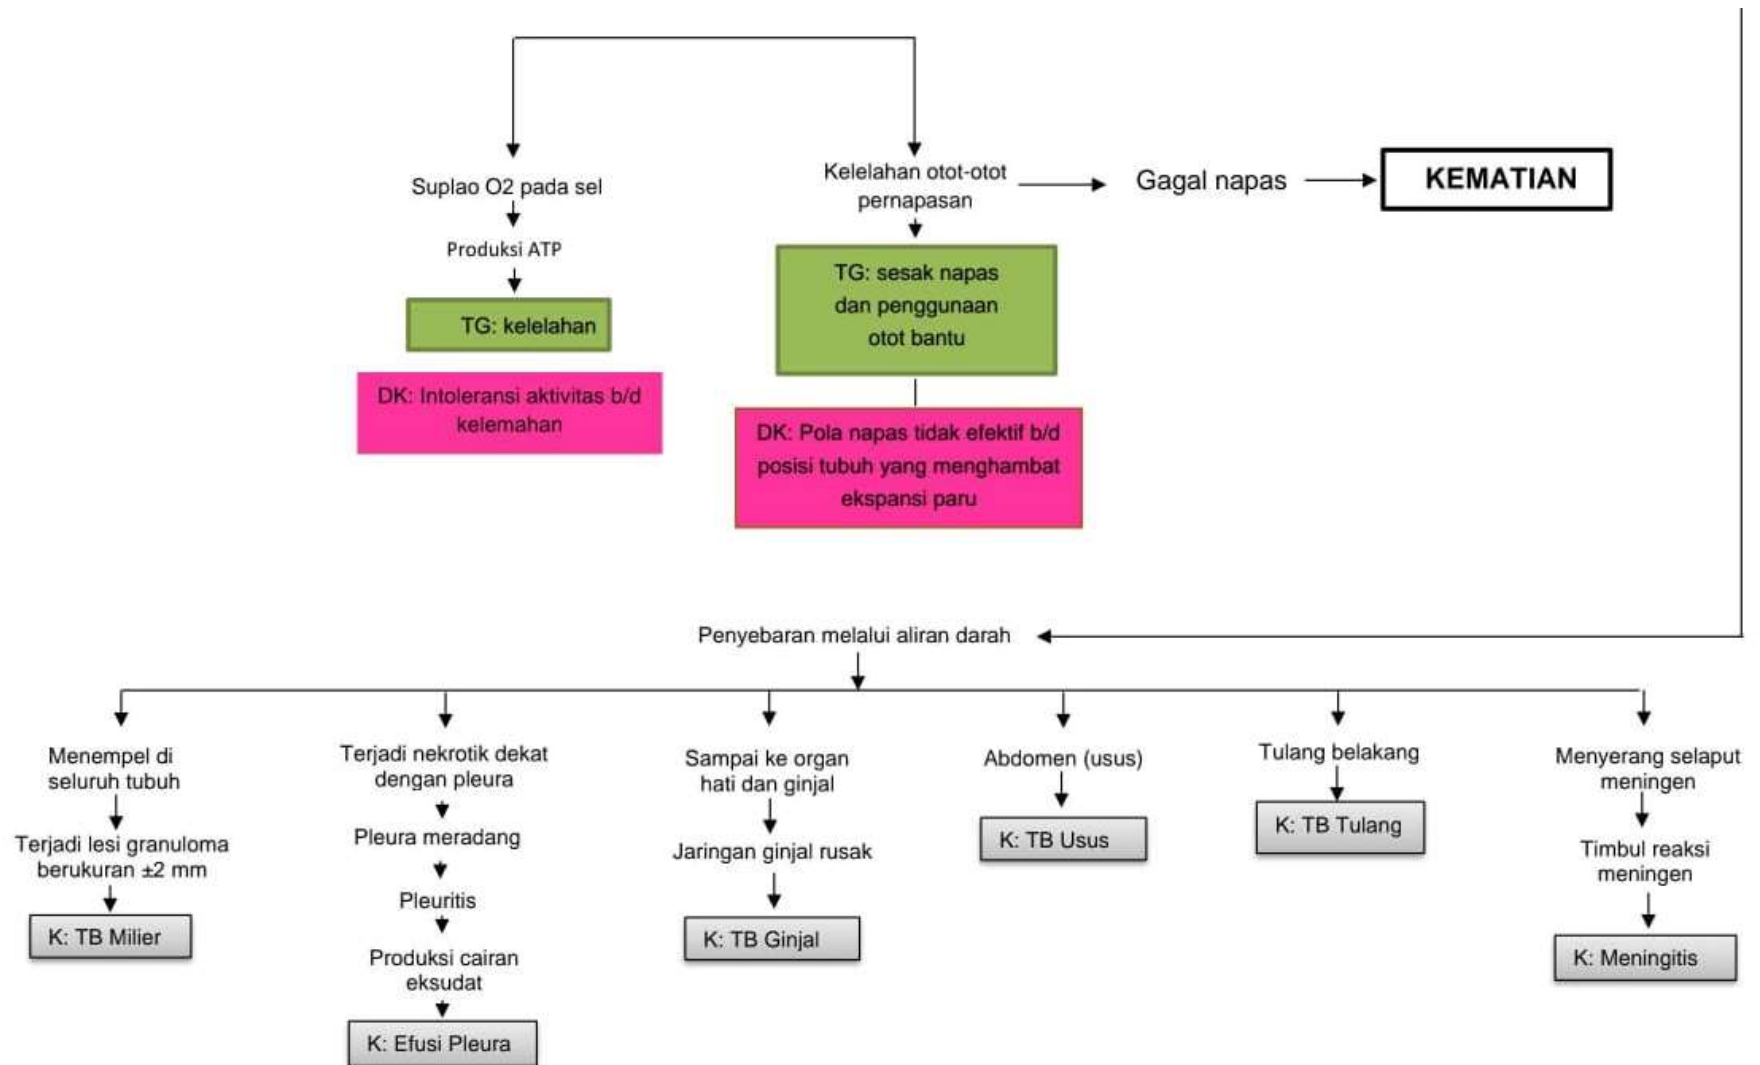 Suplao O2 pada sel
Produksi ATP
TG: kelelahan
DK: Intoleransi aktivitas b/d
kelemahan
Kelelahan otot-otot
pernapasan
Gagal napas
KEMATIAN
TG: sesak napas
dan penggunaan
otot bantu
DK: Pola napas tidak efektif b/d
posisi tubuh yang menghambat
ekspansi paru
Penyebaran melalui aliran darah
Menempel di
seluruh tubuh
Terjadi lesi granuloma
berukuran ±2 mm
K: TB Milier
Terjadi nekrotik dekat
dengan pleura
Pleura meradang
Pleuritis
Produksi cairan
eksudat
K: Efusi Pleura
Sampai ke organ
hati dan ginjal
Jaringan ginjal rusak
K: TB Ginjal
Abdomen (usus)
K: TB Usus
Tulang belakang
K: TB Tulang
Menyerang selaput
meningen
Timbul reaksi
meningen
K: Meningitis